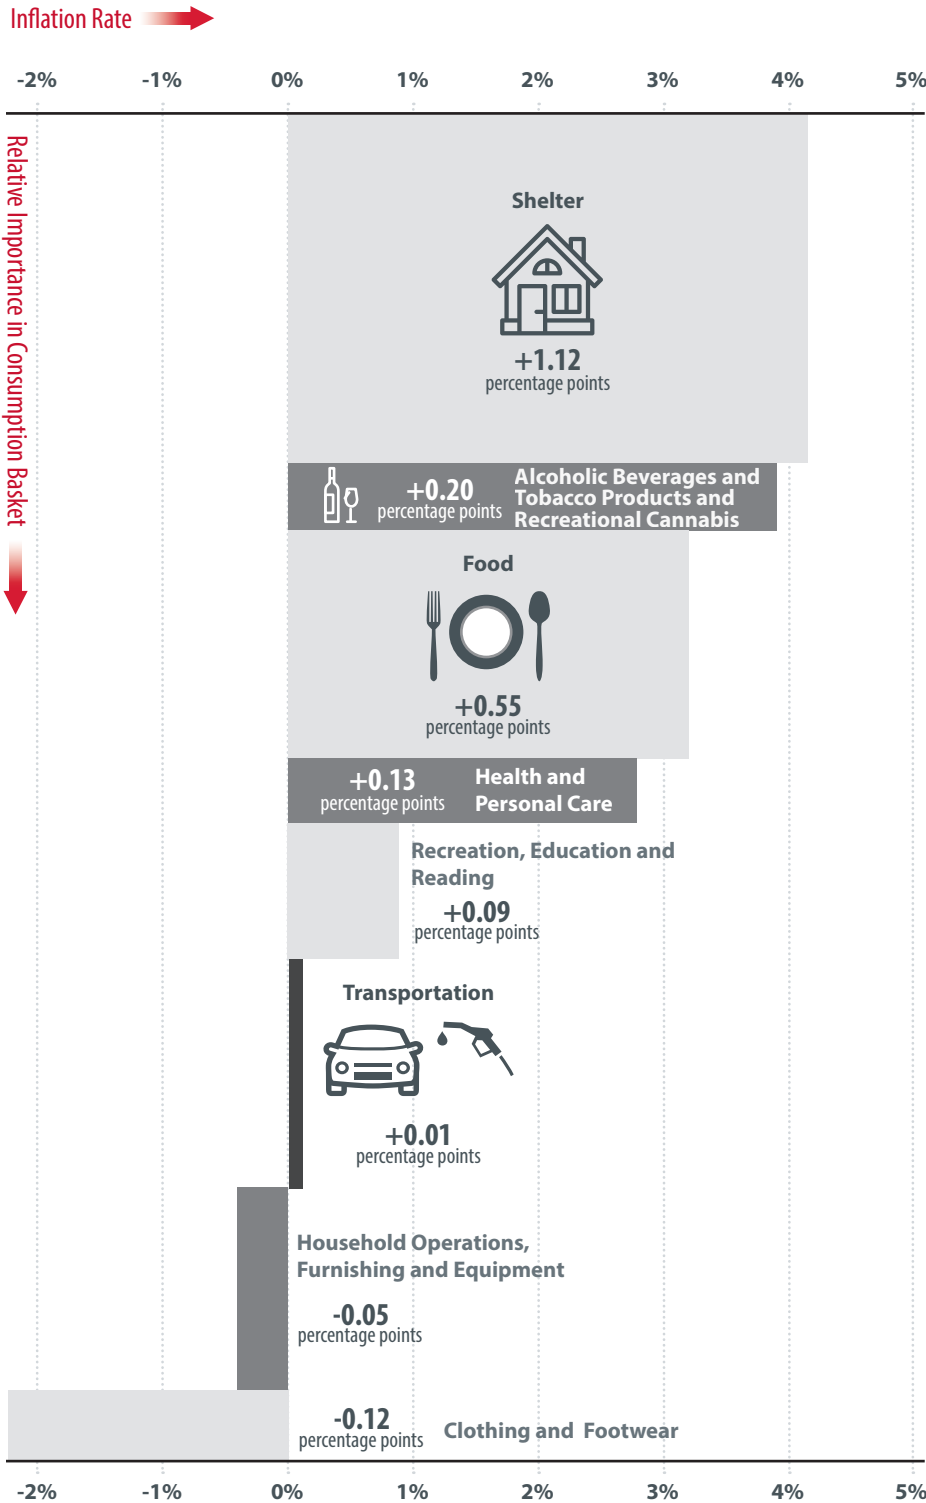 Inflation Rate
-2% -1% 0% 1% 2% 3% 4% 5%
Relative Importance in Consumption Basket
Shelter
+1.12
percentage points
+0.20
percentage points
Alcoholic Beverages and
Tobacco Products and
Recreational Cannabis
Food
+0.55
percentage points
+0.13
percentage points
Health and
Personal Care
Recreation, Education and
Reading
+0.09
percentage points
Transportation
+0.01
percentage points
Household Operations,
Furnishing and Equipment
-0.05
percentage points
-0.12
percentage points
Clothing and Footwear
-2% -1% 0% 1% 2% 3% 4% 5%